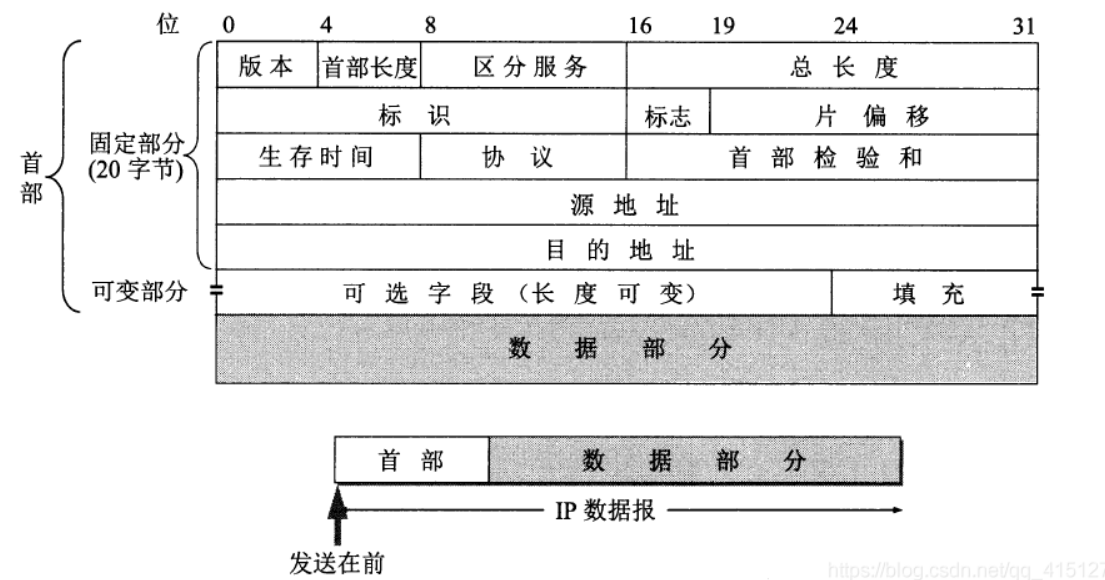 位 0 4 8 16 19 24 31
版本 首部长度 区分服务 总长度
标识 标志 片偏移
固定部分
(20 字节)
首部
生存时间 协议 首部检验和
源地址
目的地址
可变部分 可选字段（长度可变） 填充
数据部分
首部 数据部分
IP 数据报
发送在前
https://blog.csdn.net/qq_415127